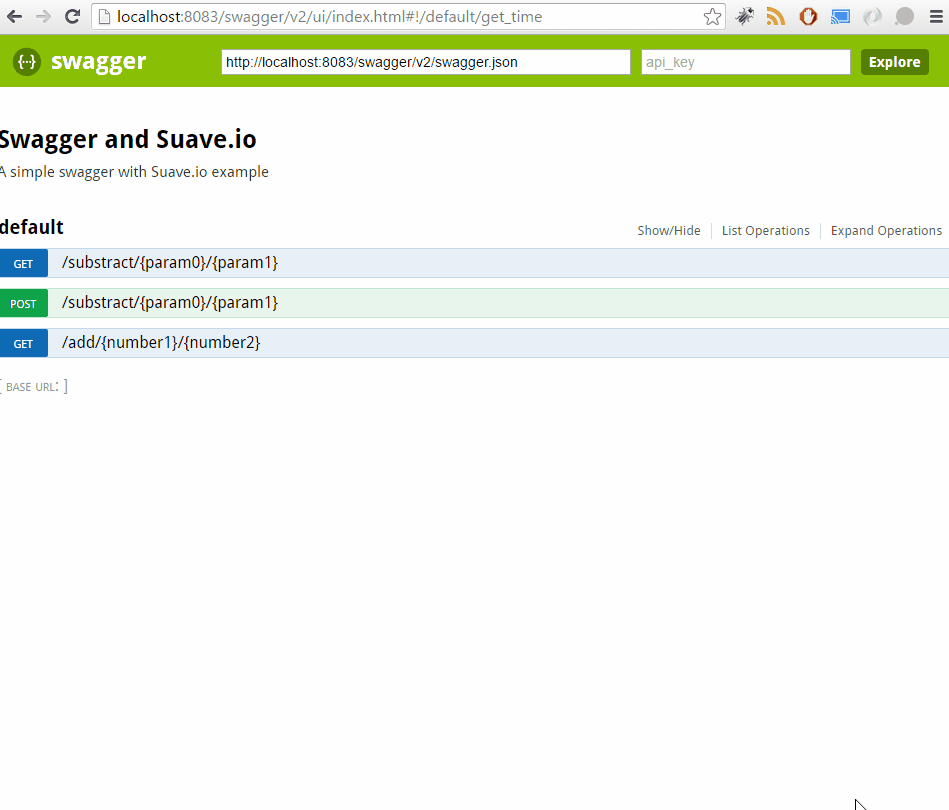 localhost:8083/swagger/v2/ui/index.html#!/default/get_time
{··} swagger http://localhost:8083/swagger/v2/swagger.json api_key Explore
Swagger and Suave.io
A simple swagger with Suave.io example
default Show/Hide List Operations Expand Operations
GET /substract/{param0}/{param1}
POST /substract/{param0}/{param1}
GET /add/{number1}/{number2}
[ BASE URL: ]